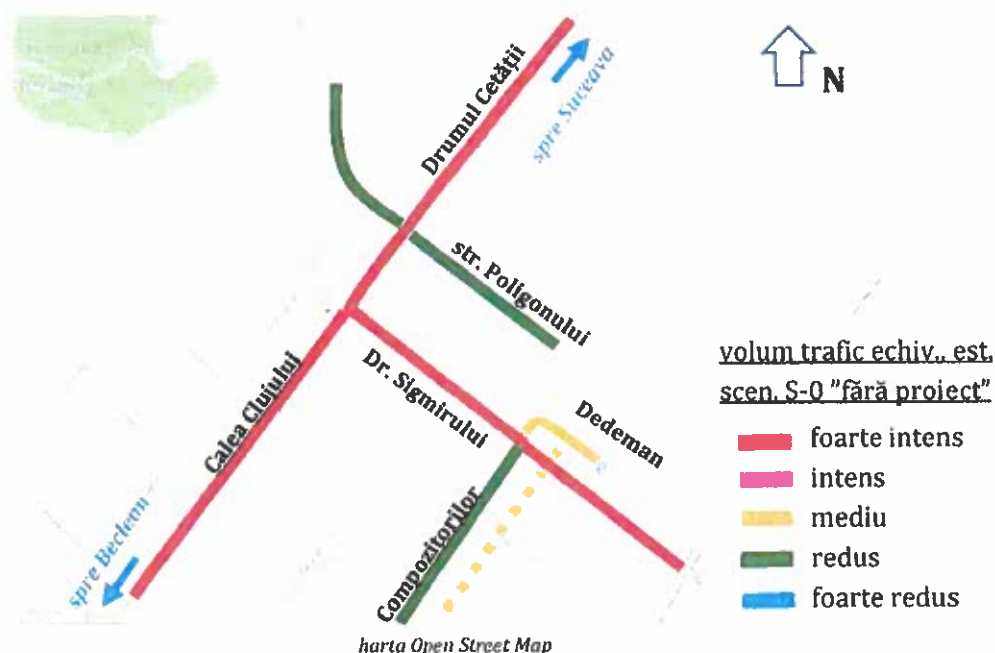 Drumul Cetății
spre Suceava
N
str. Poligonului
Calea Clujului
Dr. Sigmirului
Dedeman
Compozitorilor
spre Beclean
volum trafic echiv., est.
scen. S-0 "fără proiect"
foarte intens
intens
mediu
redus
foarte redus
harta Open Street Map